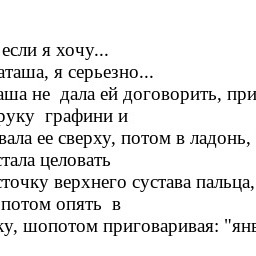 если я хочу...
аташа, я серьезно...
аша не дала ей договорить, при
руку графини и
вала ее сверху, потом в ладонь,
стала целовать
сточку верхнего сустава пальца,
потом опять в
ку, шопотом приговаривая: "янв